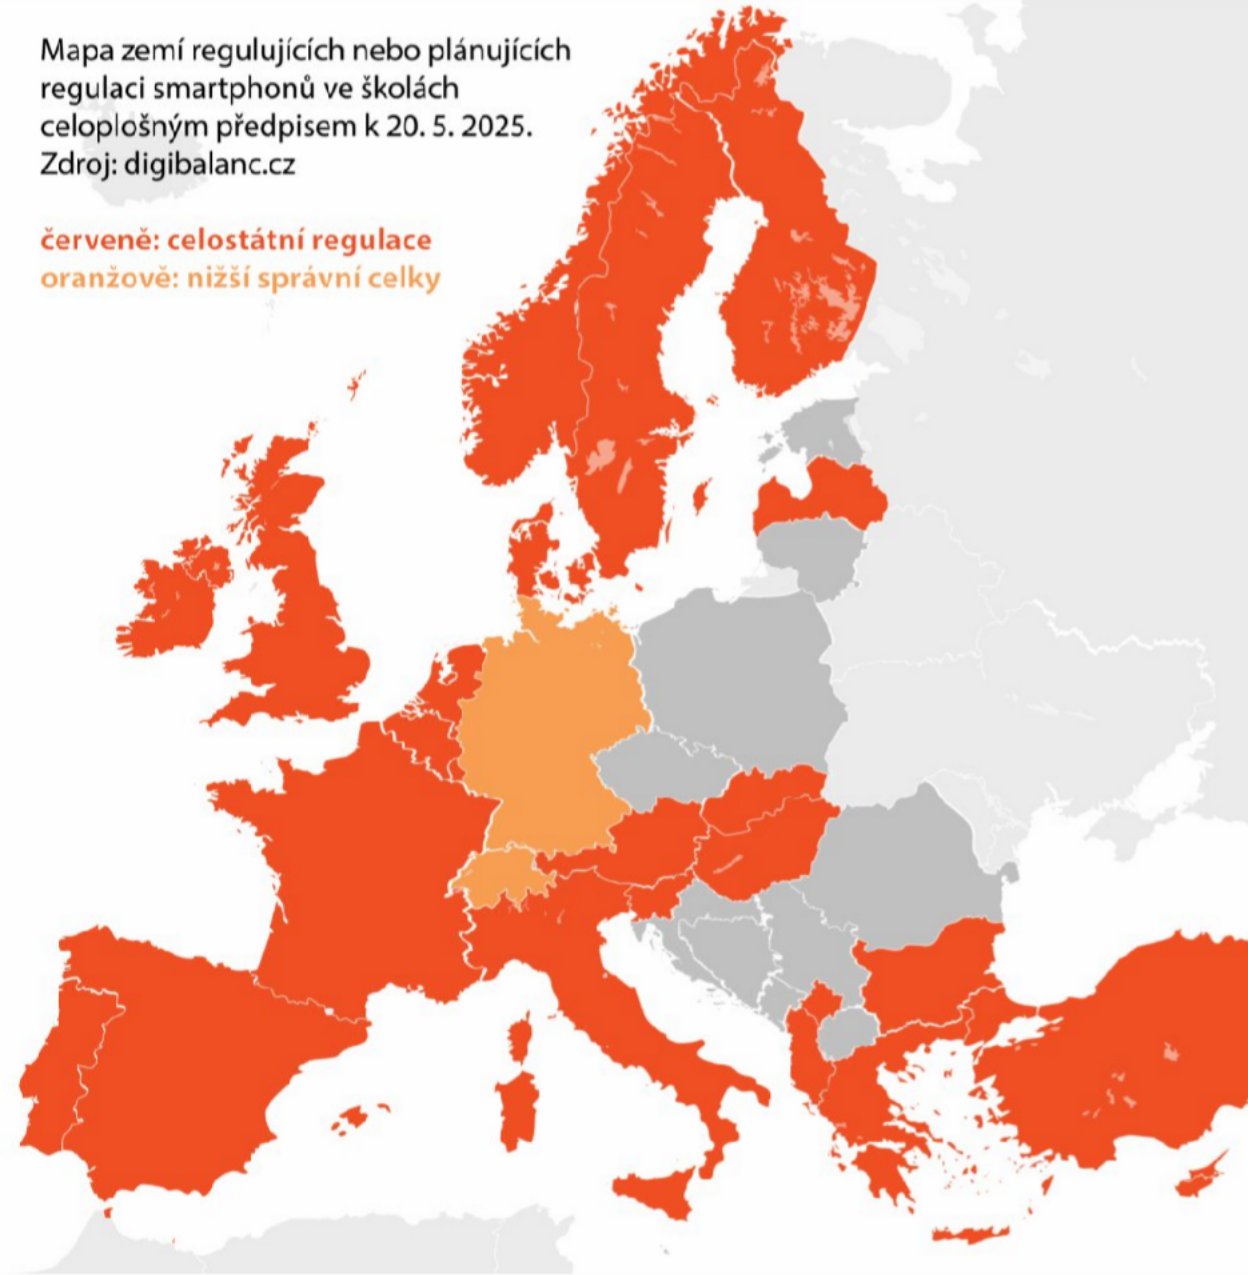 Mapa zemí regulujících nebo plánujících
regulaci smartphonů ve školách
celoplošným předpisem k 20. 5. 2025.
Zdroj: digibalanc.cz
červeně: celostátní regulace
oranžově: nižší správní celky